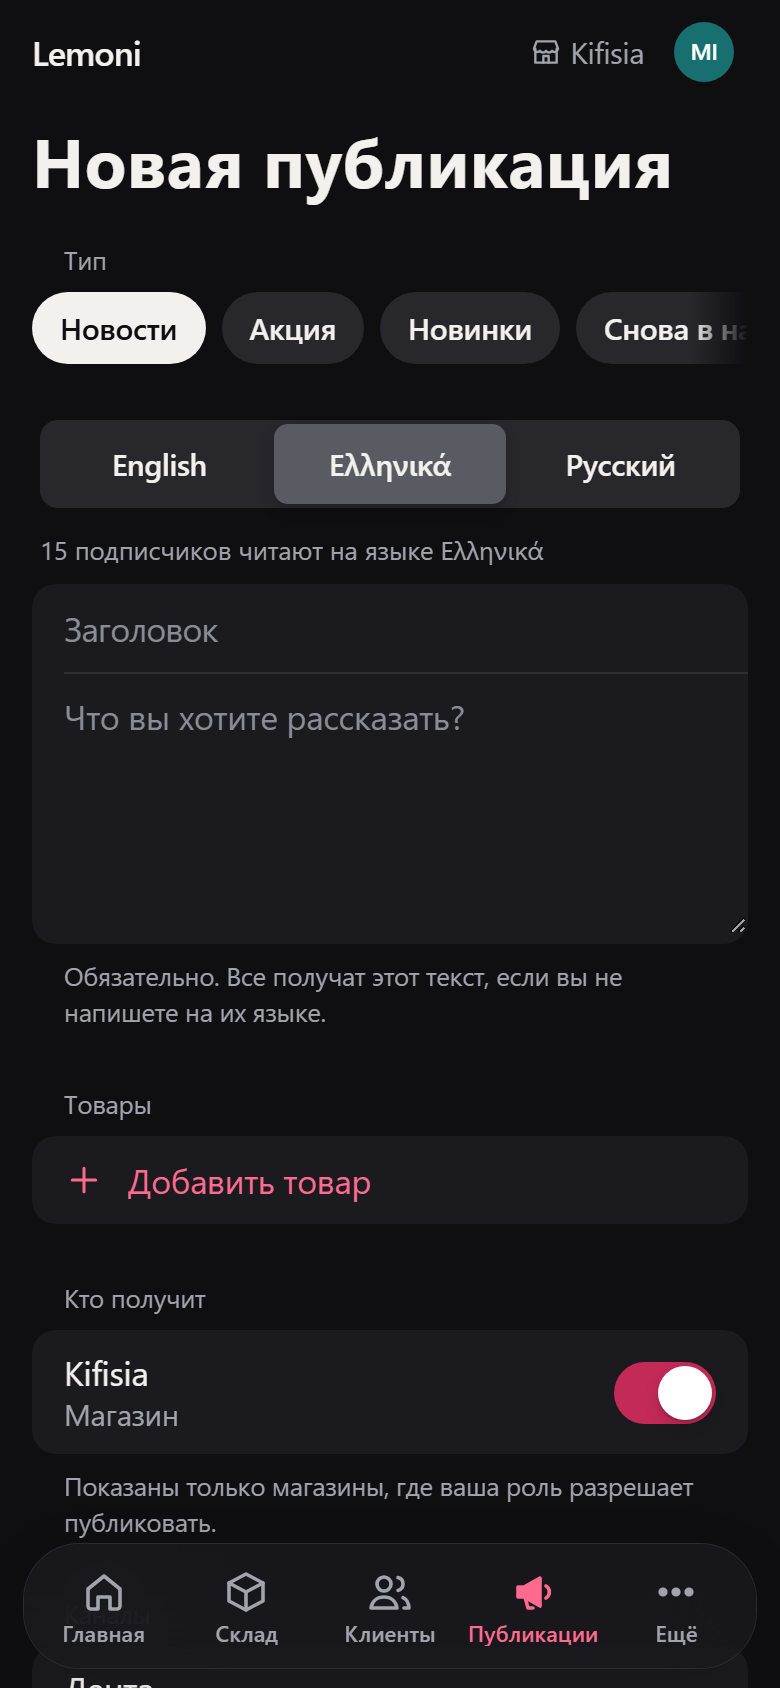 Lemoni
Kifisia
MI
Новая публикация
Тип
Новости
Акция
Новинки
Снова в
English
Ελληνικά
Русский
15 подписчиков читают на языке Ελληνικά
Заголовок
Что вы хотите рассказать?
Обязательно. Все получат этот текст, если вы не
напишете на их языке.
Товары
Добавить товар
Кто получит
Kifisia
Магазин
Показаны только магазины, где ваша роль разрешает
публиковать.
Каналы
Главная
Склад
Клиенты
Публикации
Ещё
Лента